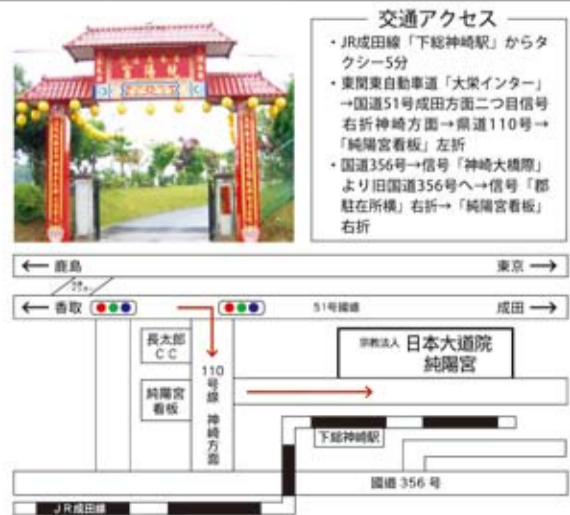 交通アクセス
・JR成田線「下総神崎駅」からタ
クシー5分
・東関東自動車道「大栄インター」
→国道51号成田方面二つ目信号
右折神崎方面→県道110号→
「純陽宮看板」左折
・国道356号→信号「神崎大橋際」
より旧国道356号へ→信号「郡
駐在所横」右折→「純陽宮看板」
右折
← 鹿島
東京 →
← 香取
51号國道
成田 →
長太郎
CC
純陽宮
看板
110号線 神崎方面
宗教法人 日本大道院
純陽宮
下総神崎駅
國道 356 号
JR成田線